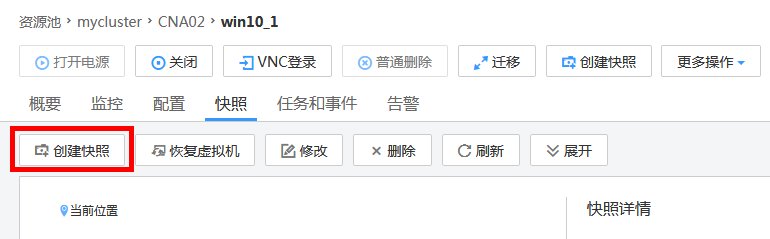 资源池 > mycluster > CNA02 > win10_1
打开电源 关闭 VNC登录 普通删除 迁移 创建快照 更多操作
概要 监控 配置 快照 任务和事件 告警
创建快照 恢复虚拟机 修改 删除 刷新 展开
当前位置 快照详情